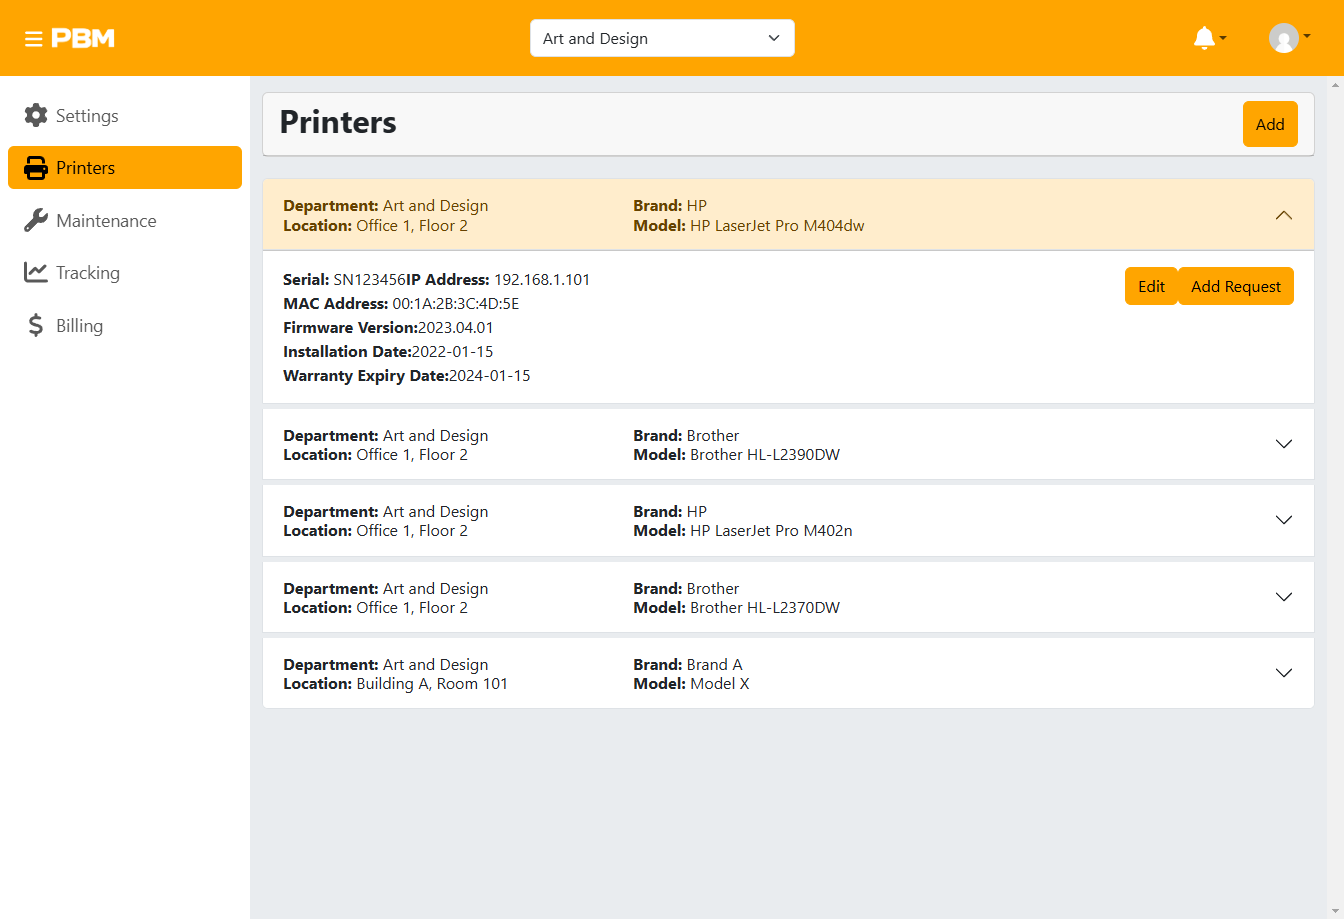 PBM
Art and Design
Settings
Printers
Maintenance
Tracking
Billing
Printers
Add
Department: Art and Design
Location: Office 1, Floor 2
Brand: HP
Model: HP LaserJet Pro M404dw
Serial: SN123456IP Address: 192.168.1.101
MAC Address: 00:1A:2B:3C:4D:5E
Firmware Version:2023.04.01
Installation Date:2022-01-15
Warranty Expiry Date:2024-01-15
Edit
Add Request
Department: Art and Design
Location: Office 1, Floor 2
Brand: Brother
Model: Brother HL-L2390DW
Department: Art and Design
Location: Office 1, Floor 2
Brand: HP
Model: HP LaserJet Pro M402n
Department: Art and Design
Location: Office 1, Floor 2
Brand: Brother
Model: Brother HL-L2370DW
Department: Art and Design
Location: Building A, Room 101
Brand: Brand A
Model: Model X